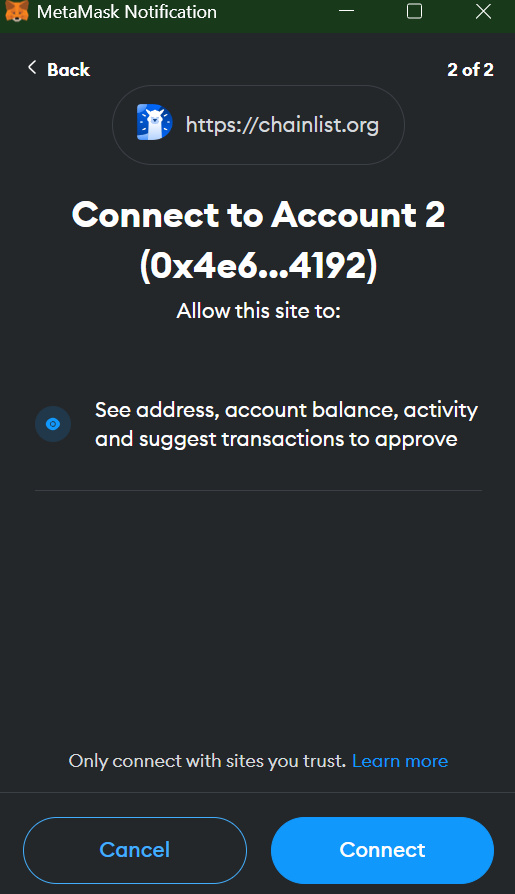 MetaMask Notification
Back
2 of 2
https://chainlist.org
Connect to Account 2
(0x4e6...4192)
Allow this site to:
See address, account balance, activity
and suggest transactions to approve
Only connect with sites you trust. Learn more
Cancel
Connect